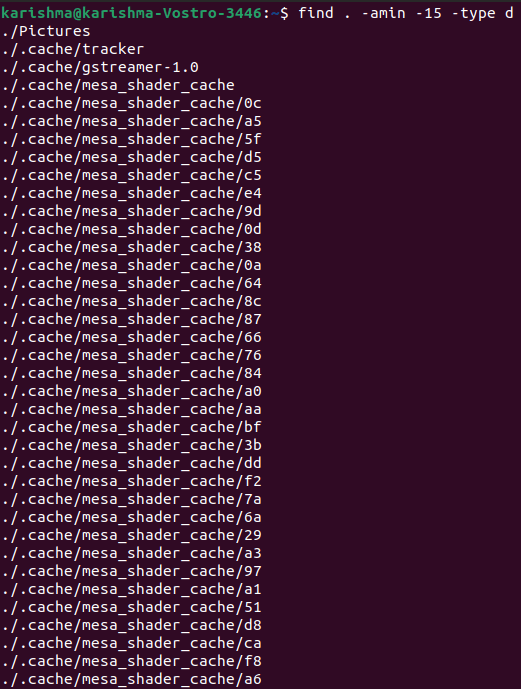 karishma@karishma-Vostro-3446:~$ find . -amin -15 -type d
./Pictures
./.cache/tracker
./.cache/gstreamer-1.0
./.cache/mesa_shader_cache
./.cache/mesa_shader_cache/0c
./.cache/mesa_shader_cache/a5
./.cache/mesa_shader_cache/5f
./.cache/mesa_shader_cache/d5
./.cache/mesa_shader_cache/c5
./.cache/mesa_shader_cache/e4
./.cache/mesa_shader_cache/9d
./.cache/mesa_shader_cache/0d
./.cache/mesa_shader_cache/38
./.cache/mesa_shader_cache/0a
./.cache/mesa_shader_cache/64
./.cache/mesa_shader_cache/8c
./.cache/mesa_shader_cache/87
./.cache/mesa_shader_cache/66
./.cache/mesa_shader_cache/76
./.cache/mesa_shader_cache/84
./.cache/mesa_shader_cache/a0
./.cache/mesa_shader_cache/aa
./.cache/mesa_shader_cache/bf
./.cache/mesa_shader_cache/3b
./.cache/mesa_shader_cache/dd
./.cache/mesa_shader_cache/f2
./.cache/mesa_shader_cache/7a
./.cache/mesa_shader_cache/6a
./.cache/mesa_shader_cache/29
./.cache/mesa_shader_cache/a3
./.cache/mesa_shader_cache/97
./.cache/mesa_shader_cache/a1
./.cache/mesa_shader_cache/51
./.cache/mesa_shader_cache/d8
./.cache/mesa_shader_cache/ca
./.cache/mesa_shader_cache/f8
./.cache/mesa_shader_cache/a6